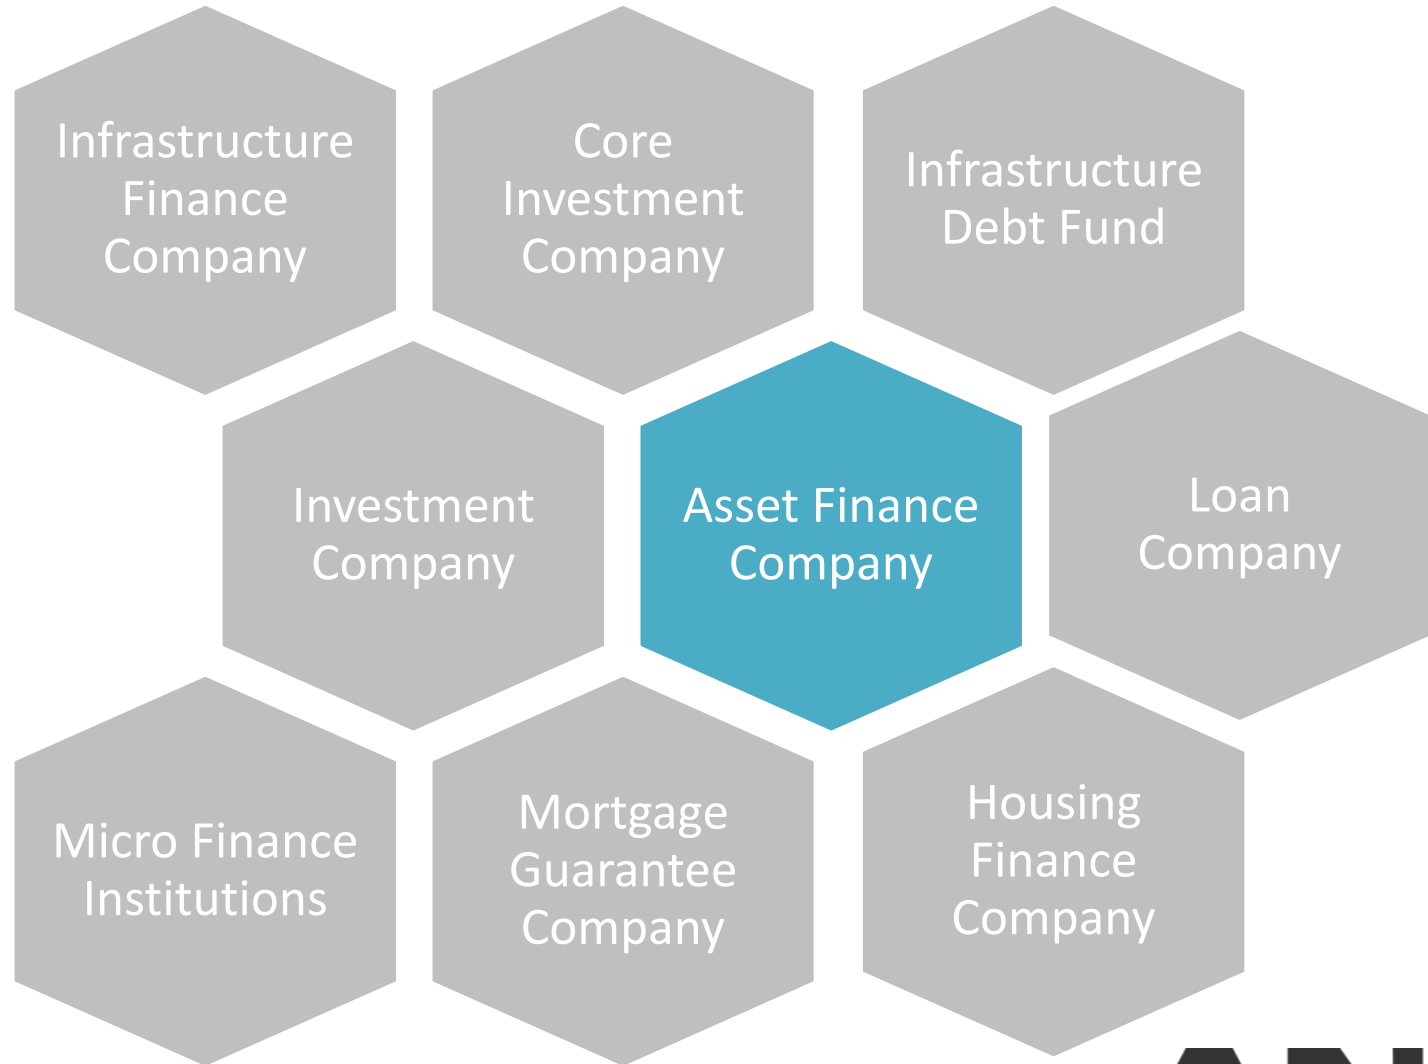 Infrastructure
Finance
Company
Core
Investment
Company
Infrastructure
Debt Fund
Investment
Company
Asset Finance
Company
Loan
Company
Micro Finance
Institutions
Mortgage
Guarantee
Company
Housing
Finance
Company